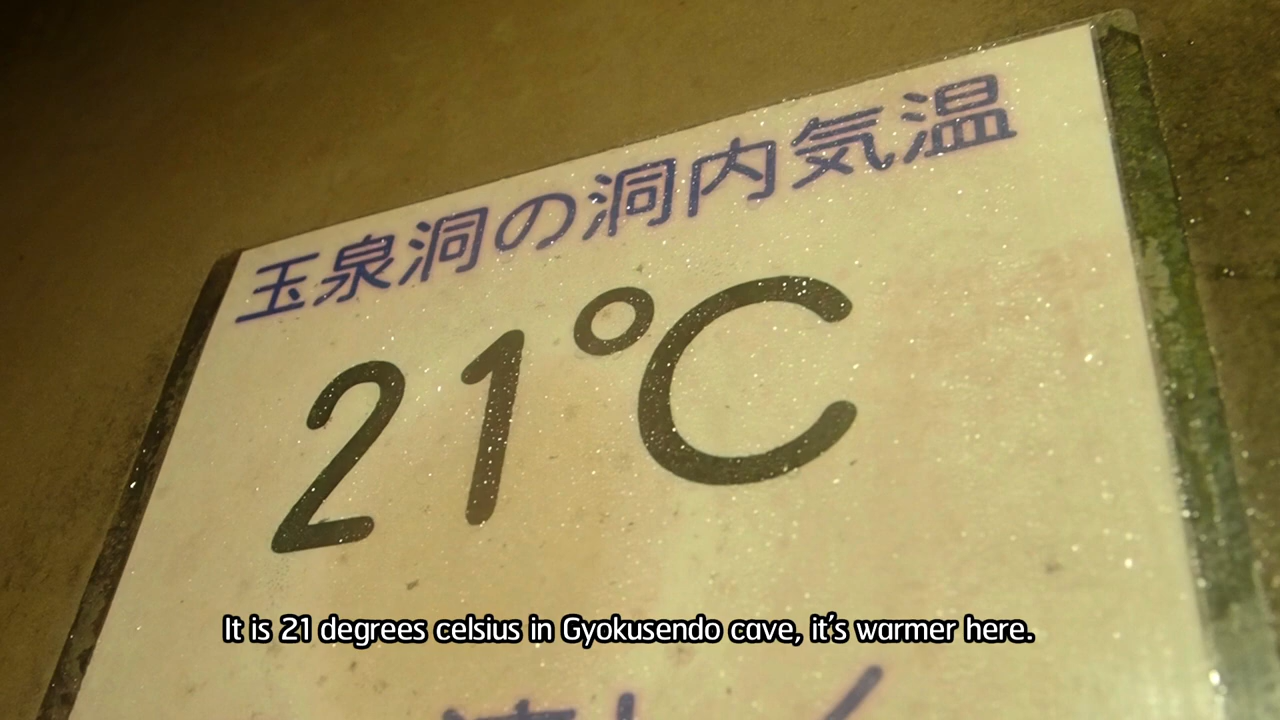 玉泉洞の洞内気温
21℃
It is 21 degrees celsius in Gyokusendo cave, it's warmer here.